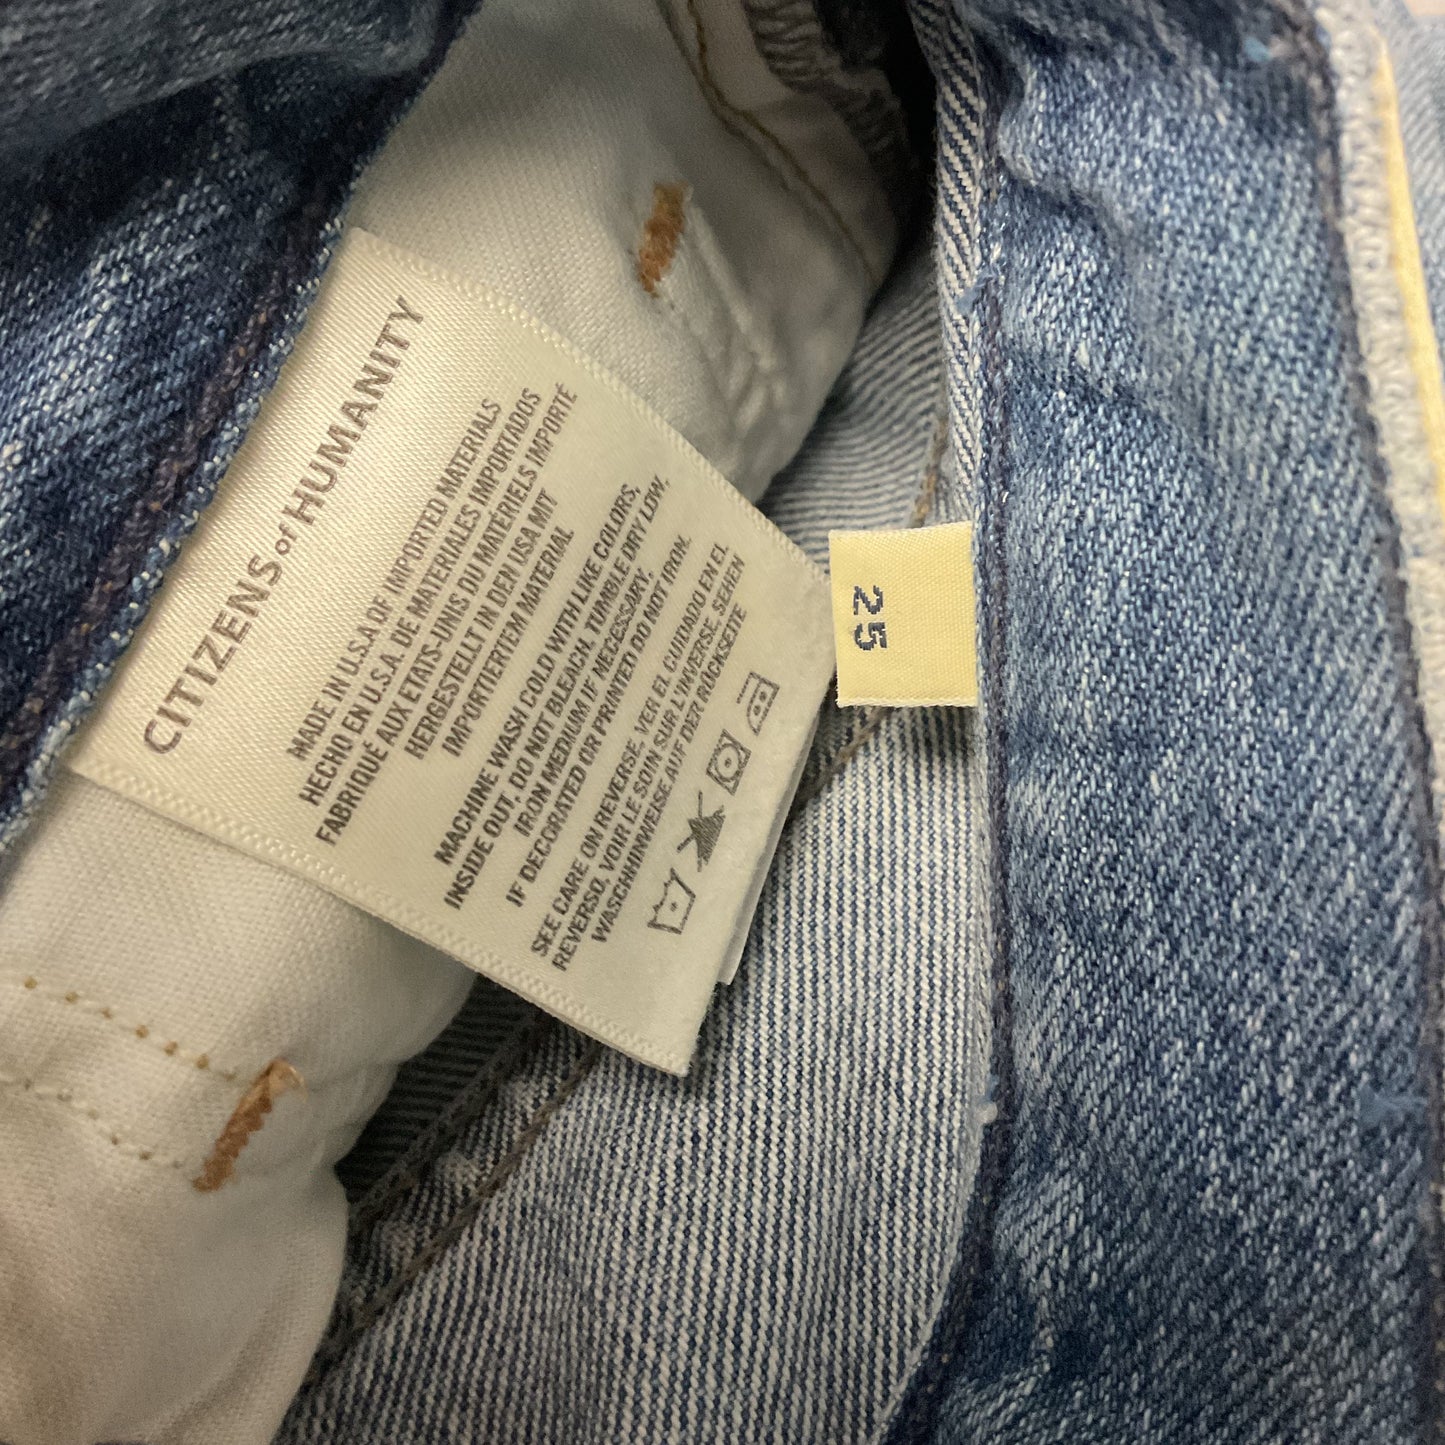 CITIZENS of HUMANITY
MADE IN U.S.A OF IMPORTED MATERIALS
HECHO EN U.S.A. DE MATERIALES IMPORTADOS
FABRIQUÉ AUX ETATS-UNIS DU MATERIELS IMPORTÉ
HERGESTELLT IN DEN USA MIT
IMPORTIERTEM MATERIAL
MACHINE WASH COLD WITH LIKE COLORS,
INSIDE OUT, DO NOT BLEACH. TUMBLE DRY LOW,
IRON MEDIUM IF NECESSARY.
IF DECORATED OR PRINTED DO NOT IRON.
SEE CARE ON REVERSE. VER EL CUIDADO EN EL
REVERSO, VOIR LE SOIN SUR L'INVERSE, SEHEN
WASCHINWEISE AUF DER RÜCKSEITE
25